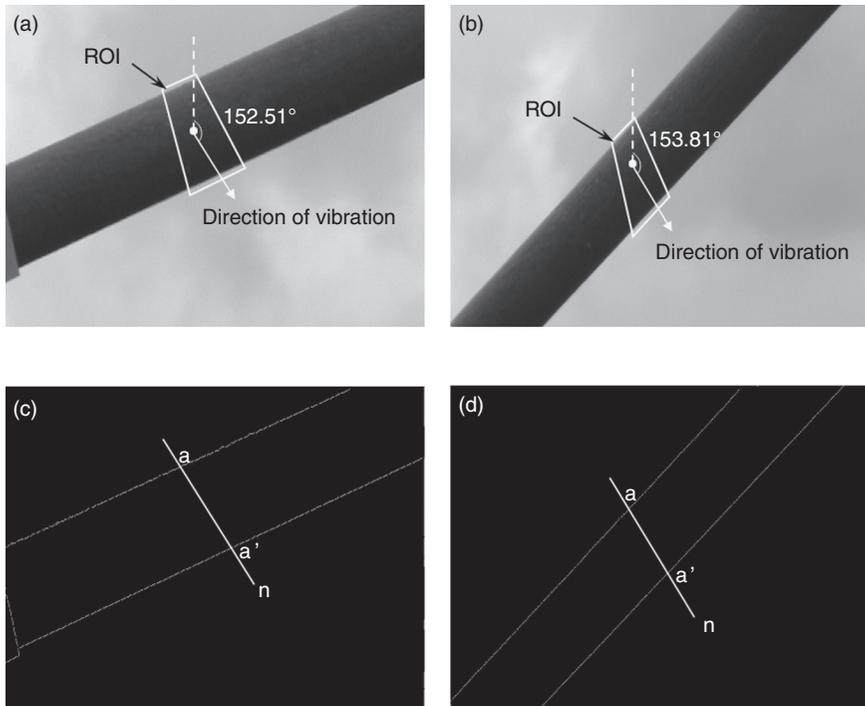 (a)
ROI
152.51°
Direction of vibration
(b)
ROI
153.81°
Direction of vibration
(c)
a
a’
n
(d)
a
a’
n